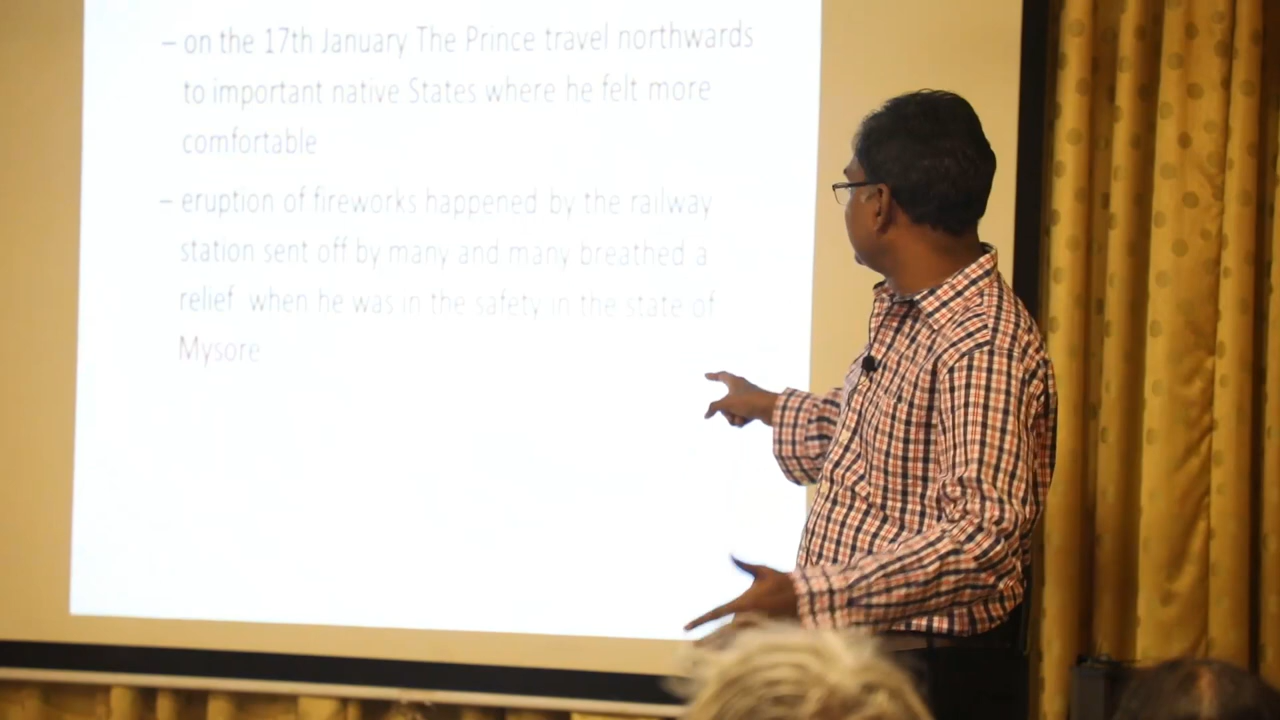 – on the 17th January The Prince travel northwards
to important native States where he felt more
comfortable
– eruption of fireworks happened by the railway
station sent off by many and many breathed a
relief when he was in the safety in the state of
Mysore